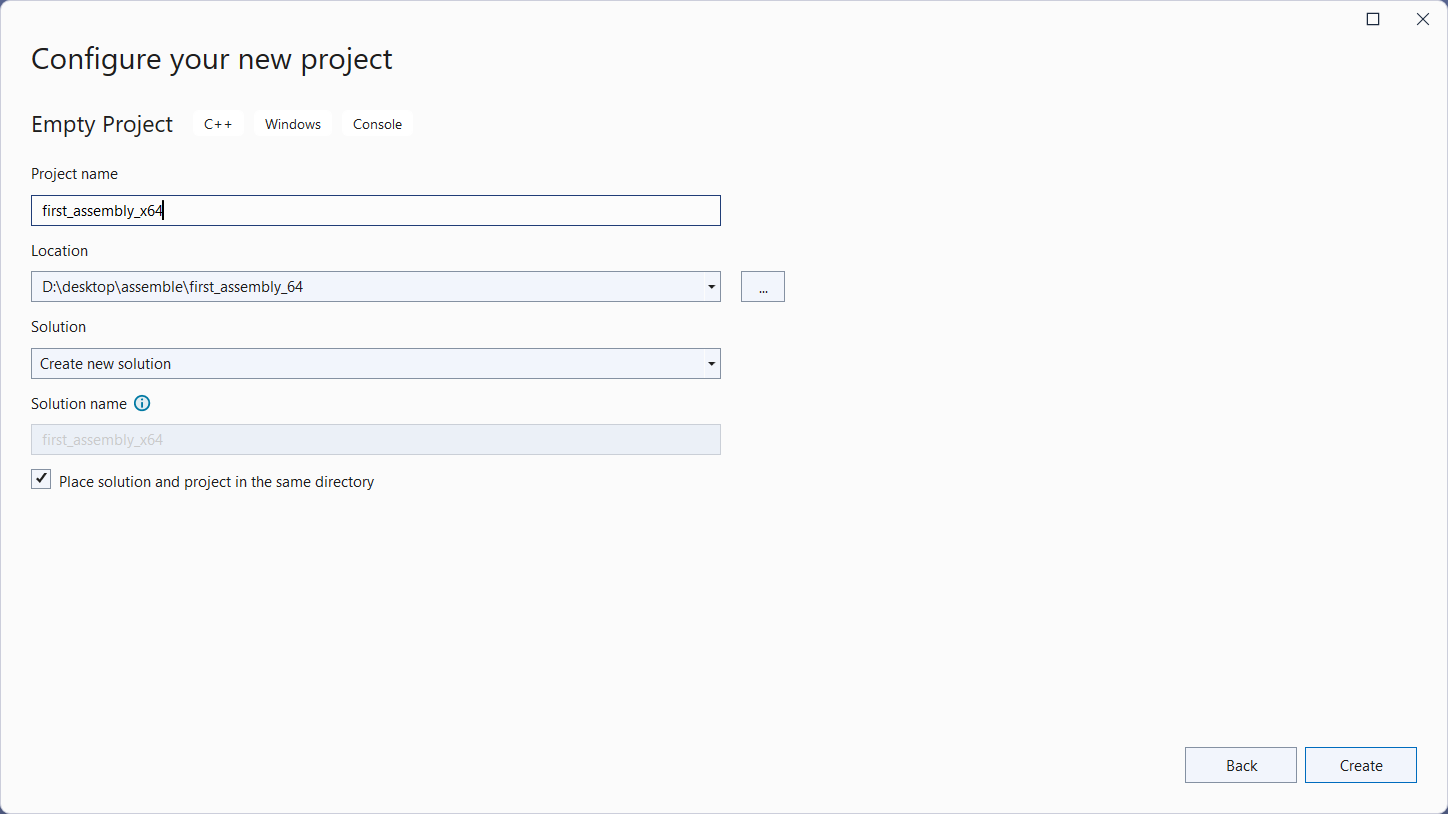 Configure your new project
Empty Project C++ Windows Console
Project name
first_assembly_x64
Location
D:\desktop\assemble\first_assembly_64
...
Solution
Create new solution
Solution name
first_assembly_x64
Place solution and project in the same directory
Back Create